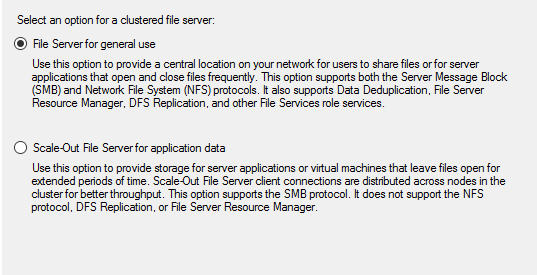 Select an option for a clustered file server:
File Server for general use
Use this option to provide a central location on your network for users to share files or for server
applications that open and close files frequently. This option supports both the Server Message Block
(SMB) and Network File System (NFS) protocols. It also supports Data Deduplication, File Server
Resource Manager, DFS Replication, and other File Services role services.
Scale-Out File Server for application data
Use this option to provide storage for server applications or virtual machines that leave files open for
extended periods of time. Scale-Out File Server client connections are distributed across nodes in the
cluster for better throughput. This option supports the SMB protocol. It does not support the NFS
protocol, DFS Replication, or File Server Resource Manager.